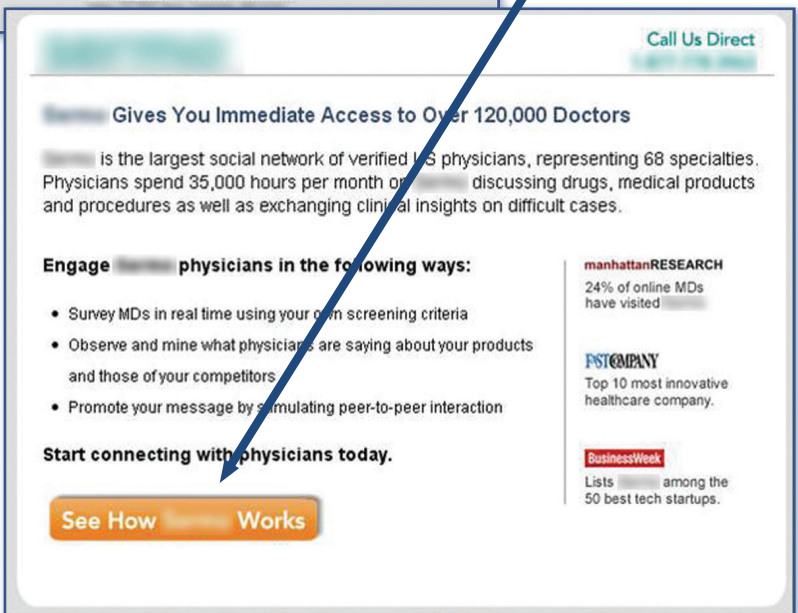 Call Us Direct
Gives You Immediate Access to Over 120,000 Doctors
is the largest social network of verified US physicians, representing 68 specialties.
Physicians spend 35,000 hours per month on discussing drugs, medical products
and procedures as well as exchanging clinical insights on difficult cases.
Engage physicians in the following ways:
• Survey MDs in real time using your own screening criteria
• Observe and mine what physicians are saying about your products
and those of your competitors
• Promote your message by stimulating peer-to-peer interaction
Start connecting with physicians today.
See How Works
manhattanRESEARCH
24% of online MDs
have visited
FAST COMPANY
Top 10 most innovative
healthcare company.
BusinessWeek
Lists among the
50 best tech startups.